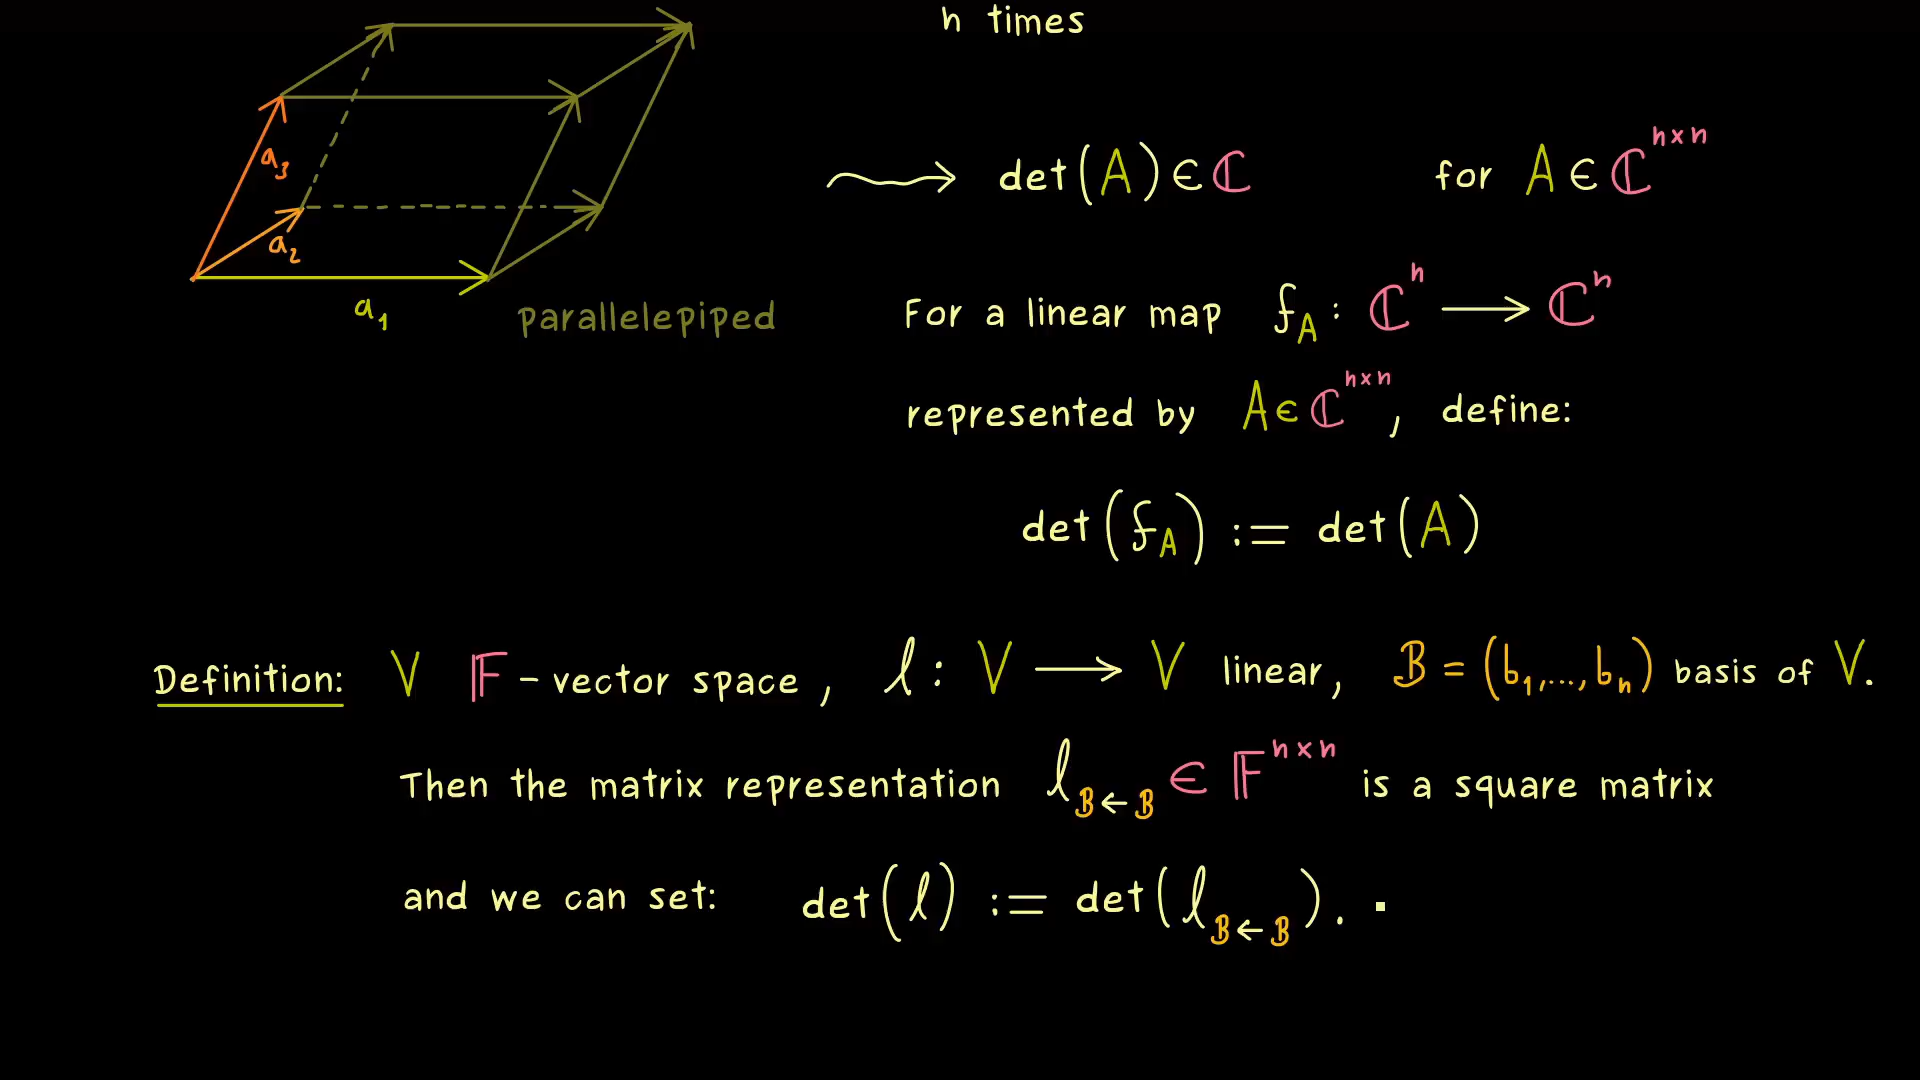 n times
a₃
a₂
a₁
parallelepiped
det(A) ∈ ℂ for A ∈ ℂⁿˣⁿ
For a linear map f_A : ℂⁿ ⟶ ℂⁿ
represented by A ∈ ℂⁿˣⁿ, define:
det(f_A) := det(A)
Definition: V 𝔽-vector space, ℓ : V ⟶ V linear, ℬ = (b₁,...,bₙ) basis of V.
Then the matrix representation ℓ_ℬ←ℬ ∈ 𝔽ⁿˣⁿ is a square matrix
and we can set: det(ℓ) := det(ℓ_ℬ←ℬ).